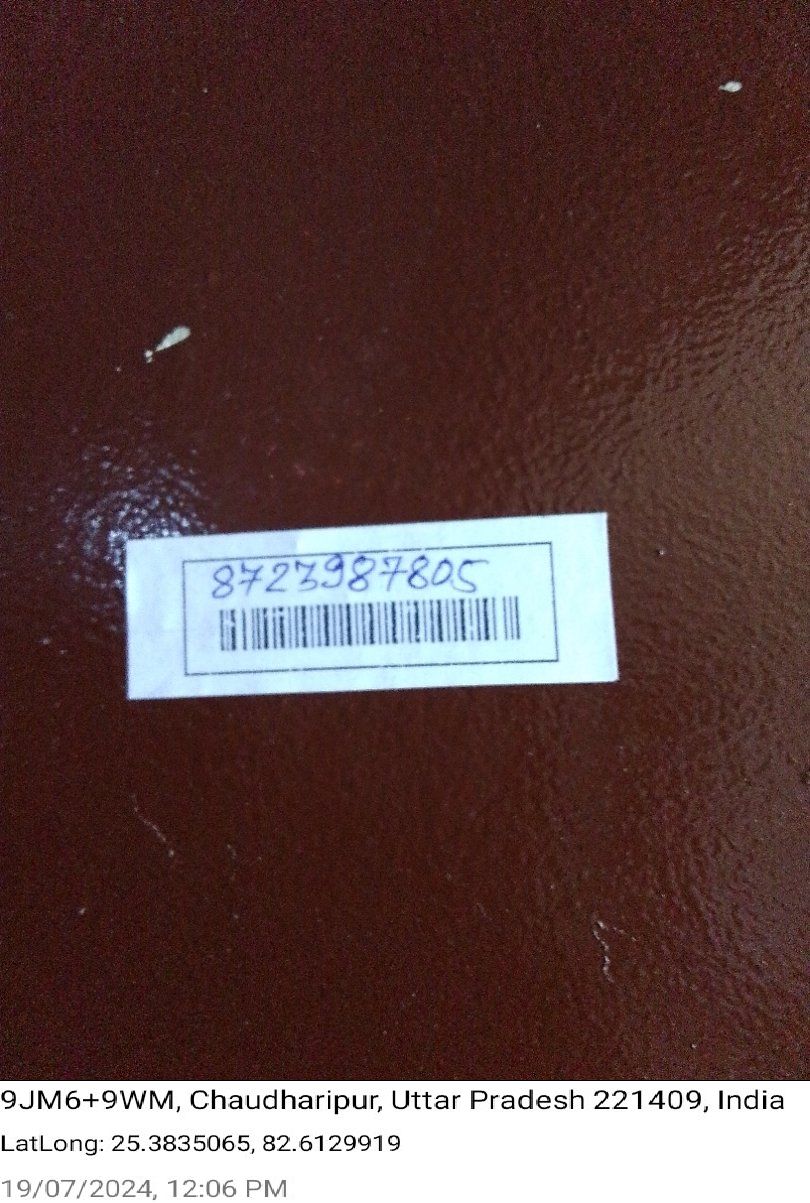 8723987805
9JM6+9WM, Chaudharipur, Uttar Pradesh 221409, India
LatLong: 25.3835065, 82.6129919
19/07/2024, 12:06 PM